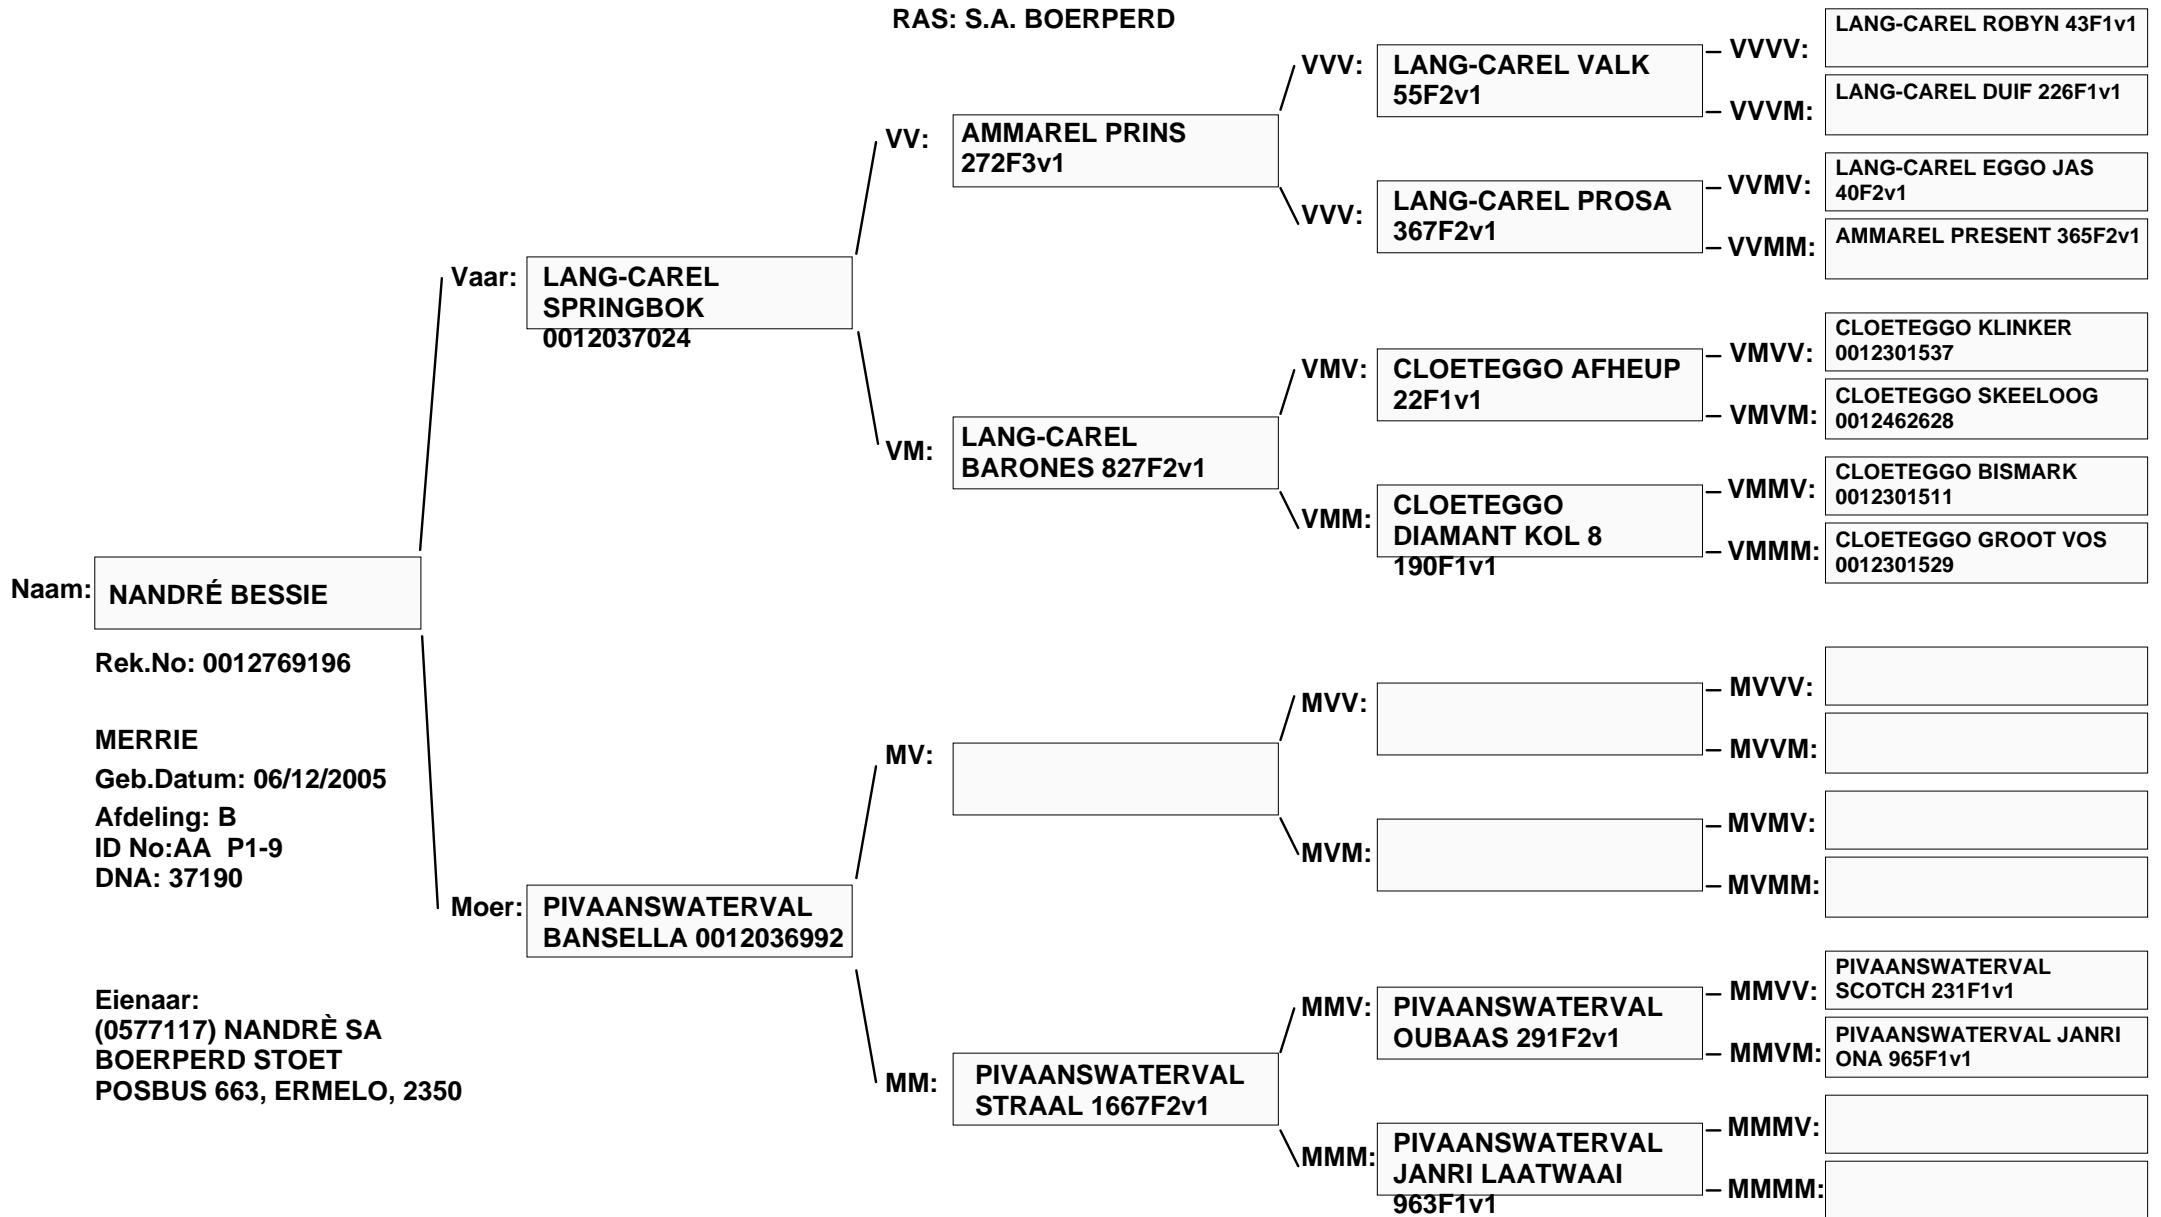 RAS: S.A. BOERPERD
Naam:
NANDRÉ BESSIE
Rek.No: 0012769196
MERRIE
Geb.Datum: 06/12/2005
Afdeling: B
ID No:AA  P1-9
DNA: 37190
Eienaar:
(0577117) NANDRÈ SA
BOERPERD STOET
POSBUS 663, ERMELO, 2350
Vaar:
LANG-CAREL
SPRINGBOK
0012037024
Moer:
PIVAANSWATERVAL
BANSELLA 0012036992
VV:
AMMAREL PRINS
272F3v1
VM:
LANG-CAREL
BARONES 827F2v1
MV:
MM:
PIVAANSWATERVAL
STRAAL 1667F2v1
VVV:
LANG-CAREL VALK
55F2v1
VVV:
LANG-CAREL PROSA
367F2v1
VMV:
CLOETEGGO AFHEUP
22F1v1
VMM:
CLOETEGGO
DIAMANT KOL 8
190F1v1
MVV:
MVM:
MMV:
PIVAANSWATERVAL
OUBAAS 291F2v1
MMM:
PIVAANSWATERVAL
JANRI LAATWAAI
963F1v1
– VVVV:
LANG-CAREL ROBYN 43F1v1
– VVVM:
LANG-CAREL DUIF 226F1v1
– VVMV:
LANG-CAREL EGGO JAS
40F2v1
– VVMM:
AMMAREL PRESENT 365F2v1
– VMVV:
CLOETEGGO KLINKER
0012301537
– VMVM:
CLOETEGGO SKEELOOG
0012462628
– VMMV:
CLOETEGGO BISMARK
0012301511
– VMMM:
CLOETEGGO GROOT VOS
0012301529
– MVVV:
– MVVM:
– MVMV:
– MVMM:
– MMVV:
PIVAANSWATERVAL
SCOTCH 231F1v1
– MMVM:
PIVAANSWATERVAL JANRI
ONA 965F1v1
– MMMV:
– MMMM: